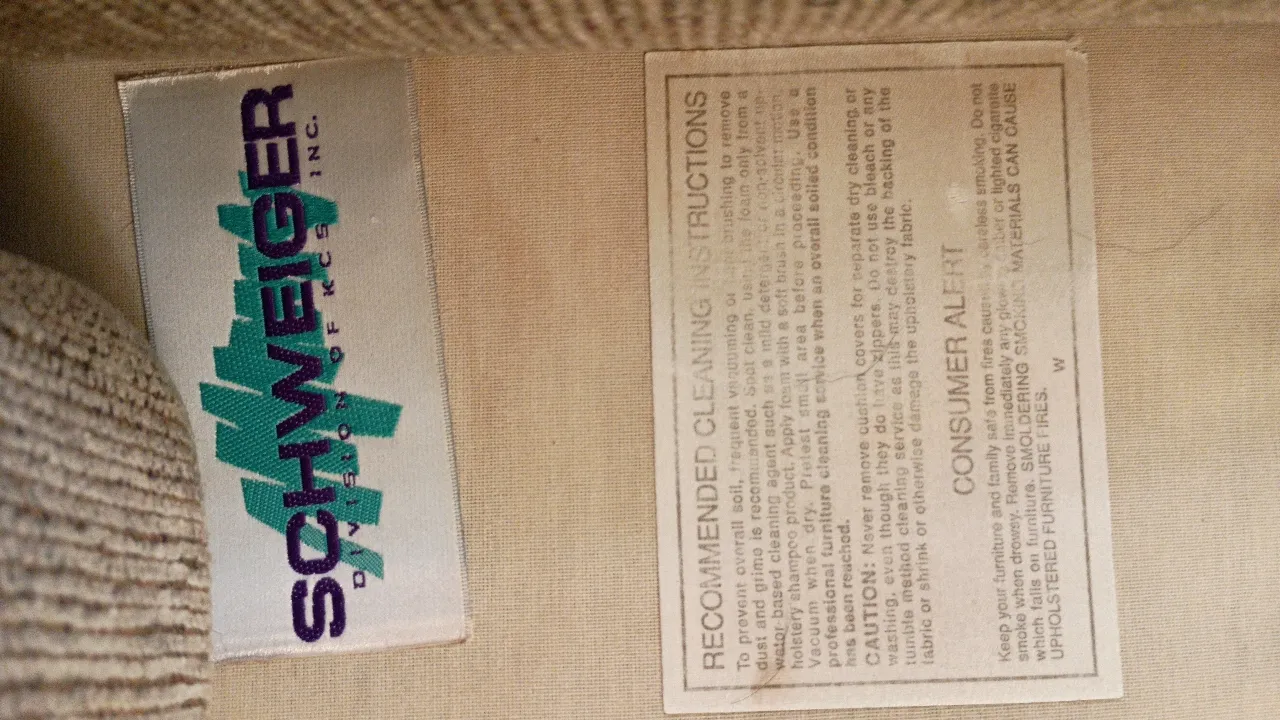 SCHWEIGER
DIVISION OF KCS INC.
RECOMMENDED CLEANING INSTRUCTIONS
To prevent overall soil, frequent vacuuming or brushing to remove
dust and grime is recommended. Spot clean, using foam only from a
water based cleaning agent such as a mild detergent or non-solvent up-
holstery shampoo product. Apply foam with a soft brush in a circular motion.
Vacuum when dry. Pretest small area before proceeding. Use a
professional furniture cleaning service when an overall soiled condition
has been reached.
CAUTION: Never remove cushion covers for separate dry cleaning or
washing, even though they do have zippers. Do not use bleach or any
tumble method cleaning service as this may destroy the backing of the
fabric or shrink or otherwise damage the upholstery fabric.
CONSUMER ALERT
Keep your furniture and family safe from fires caused by careless smoking. Do not
smoke when drowsy. Remove immediately any glowing ember or lighted cigarette
which falls on furniture. SMOLDERING SMOKING MATERIALS CAN CAUSE
UPHOLSTERED FURNITURE FIRES.
W